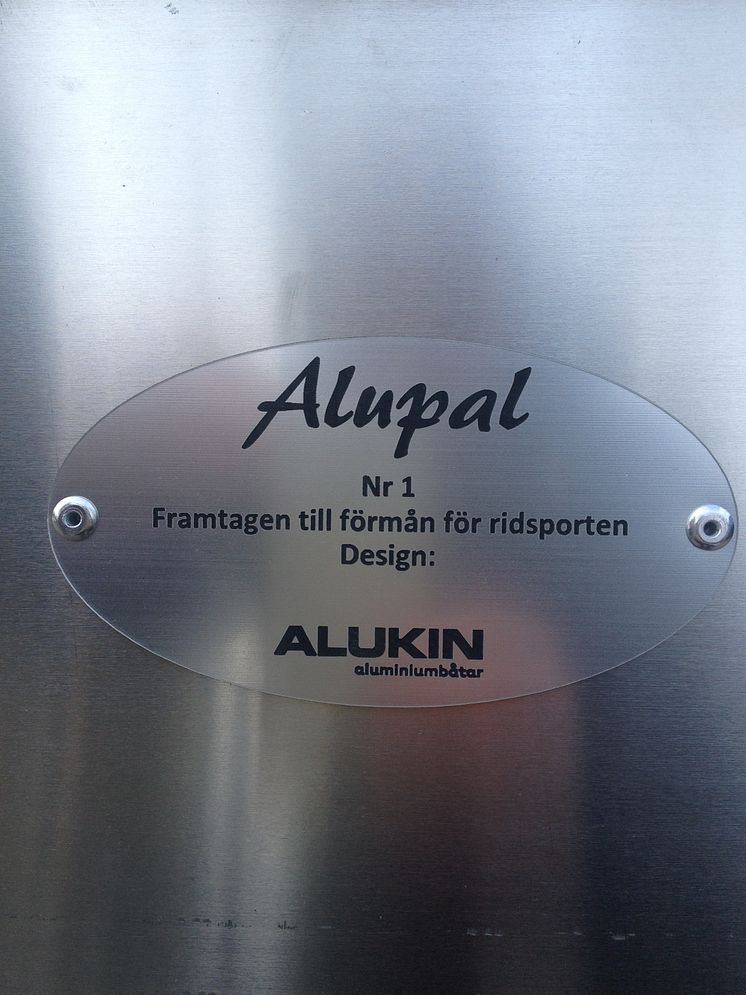 Alupal
Nr 1
Framtagen till förmån för ridsporten
Design:
ALUKIN
aluminiumbåtar